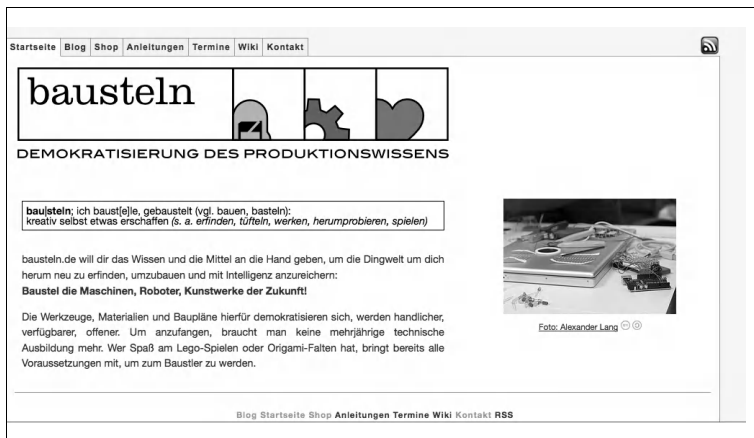 Startseite Blog Shop Anleitungen Termine Wiki Kontakt
bausteln
DEMOKRATISIERUNG DES PRODUKTIONSWISSENS
bau|steln; ich baust[e]le, gebaustelt (vgl. bauen, basteln):
kreativ selbst etwas erschaffen (s. a. erfinden, tüfteln, werken, herumprobieren, spielen)
bausteln.de will dir das Wissen und die Mittel an die Hand geben, um die Dingwelt um dich
herum neu zu erfinden, umzubauen und mit Intelligenz anzureichern:
Baustel die Maschinen, Roboter, Kunstwerke der Zukunft!
Die Werkzeuge, Materialien und Baupläne hierfür demokratisieren sich, werden handlicher,
verfügbarer, offener. Um anzufangen, braucht man keine mehrjährige technische
Ausbildung mehr. Wer Spaß am Lego-Spielen oder Origami-Falten hat, bringt bereits alle
Voraussetzungen mit, um zum Baustler zu werden.
Foto: Alexander Lang
Blog Startseite Shop Anleitungen Termine Wiki Kontakt RSS